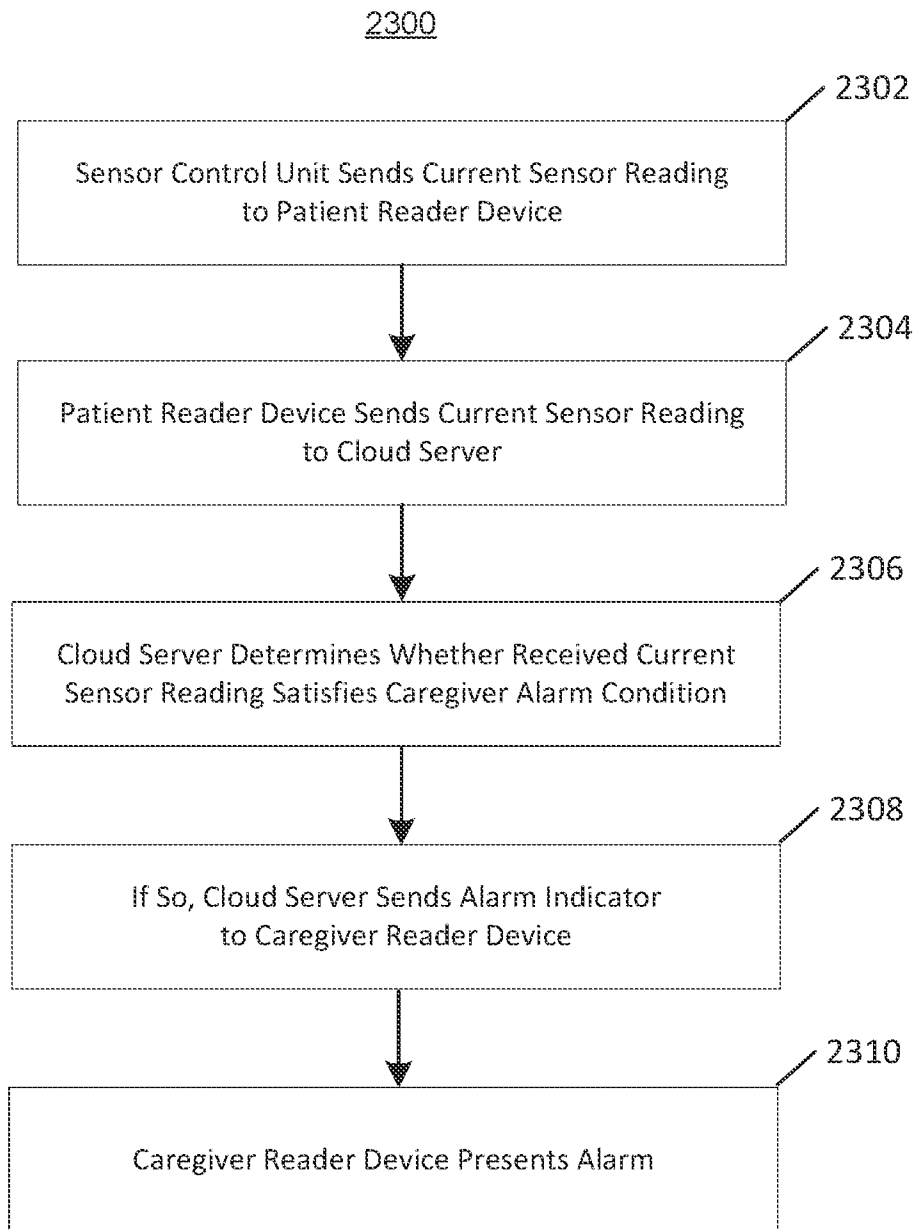 2300
2302
Sensor Control Unit Sends Current Sensor Reading
to Patient Reader Device
2304
Patient Reader Device Sends Current Sensor Reading
to Cloud Server
2306
Cloud Server Determines Whether Received Current
Sensor Reading Satisfies Caregiver Alarm Condition
2308
If So, Cloud Server Sends Alarm Indicator
to Caregiver Reader Device
2310
Caregiver Reader Device Presents Alarm